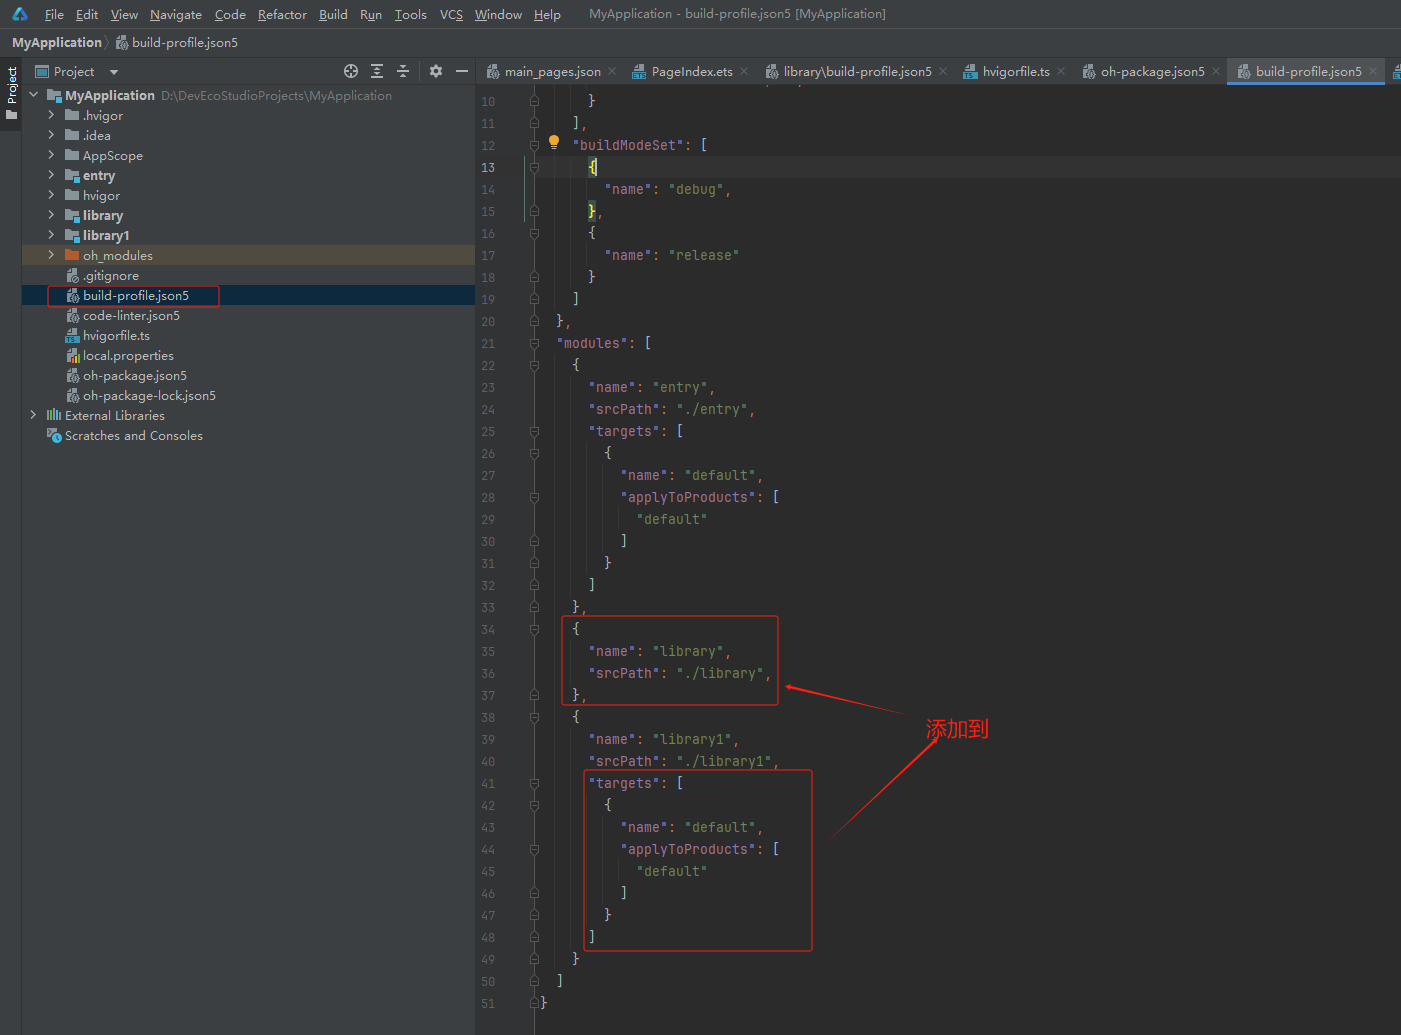 File Edit View Navigate Code Refactor Build Run Tools VCS Window Help MyApplication - build-profile.json5 [MyApplication]
MyApplication build-profile.json5
Project
Project
MyApplication D:\DevEcoStudioProjects\MyApplication
.hvigor
.idea
AppScope
entry
hvigor
library
library1
oh_modules
.gitignore
build-profile.json5
code-linter.json5
hvigorfile.ts
local.properties
oh-package.json5
oh-package-lock.json5
External Libraries
Scratches and Consoles
main_pages.json PageIndex.ets library\build-profile.json5 hvigorfile.ts oh-package.json5 build-profile.json5
10 }
11 ],
12 "buildModeSet": [
13 {
14 "name": "debug",
15 },
16 {
17 "name": "release"
18 }
19 ]
20 },
21 "modules": [
22 {
23 "name": "entry",
24 "srcPath": "./entry",
25 "targets": [
26 {
27 "name": "default",
28 "applyToProducts": [
29 "default"
30 ]
31 }
32 ]
33 },
34 {
35 "name": "library",
36 "srcPath": "./library",
37 },
38 {
39 "name": "library1",
40 "srcPath": "./library1",
41 "targets": [
42 {
43 "name": "default",
44 "applyToProducts": [
45 "default"
46 ]
47 }
48 ]
49 }
50 ]
51 }
添加到